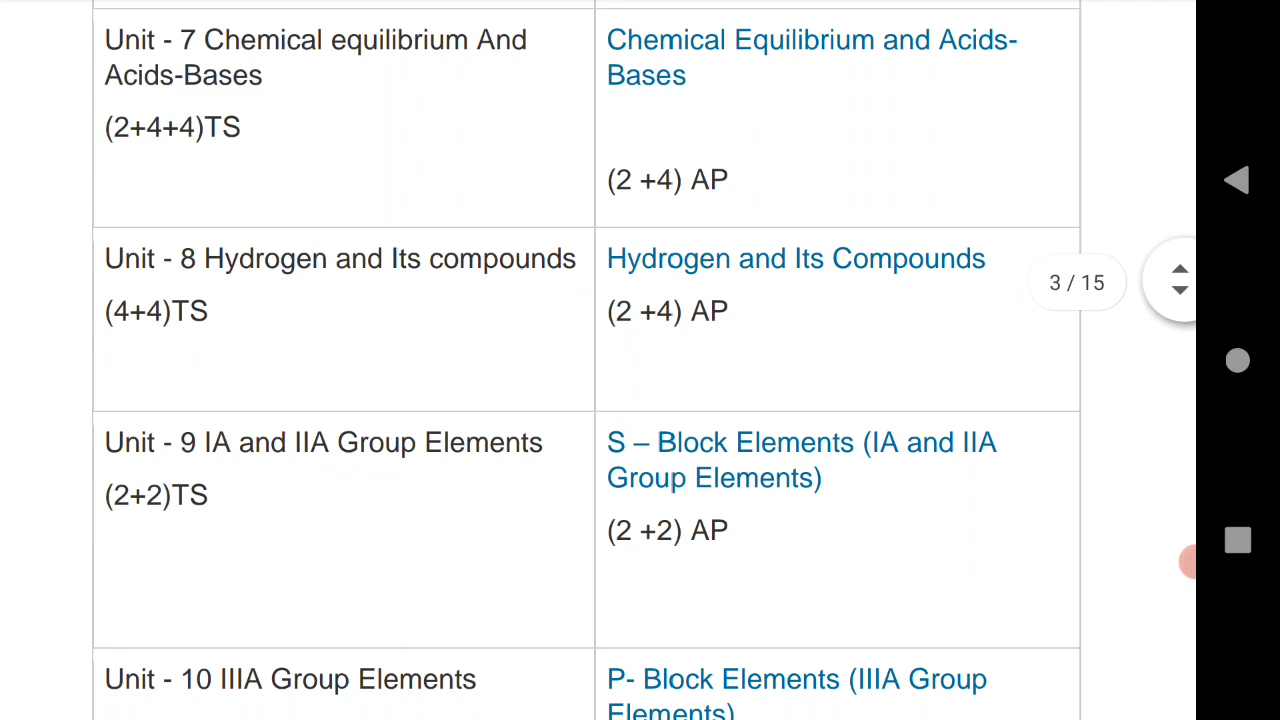 Unit - 7 Chemical equilibrium And
Acids-Bases
(2+4+4)TS
Chemical Equilibrium and Acids-
Bases
(2 +4) AP
Unit - 8 Hydrogen and Its compounds
(4+4)TS
Hydrogen and Its Compounds
(2 +4) AP
3 / 15
Unit - 9 IA and IIA Group Elements
(2+2)TS
S – Block Elements (IA and IIA
Group Elements)
(2 +2) AP
Unit - 10 IIIA Group Elements
P- Block Elements (IIIA Group
Elements)